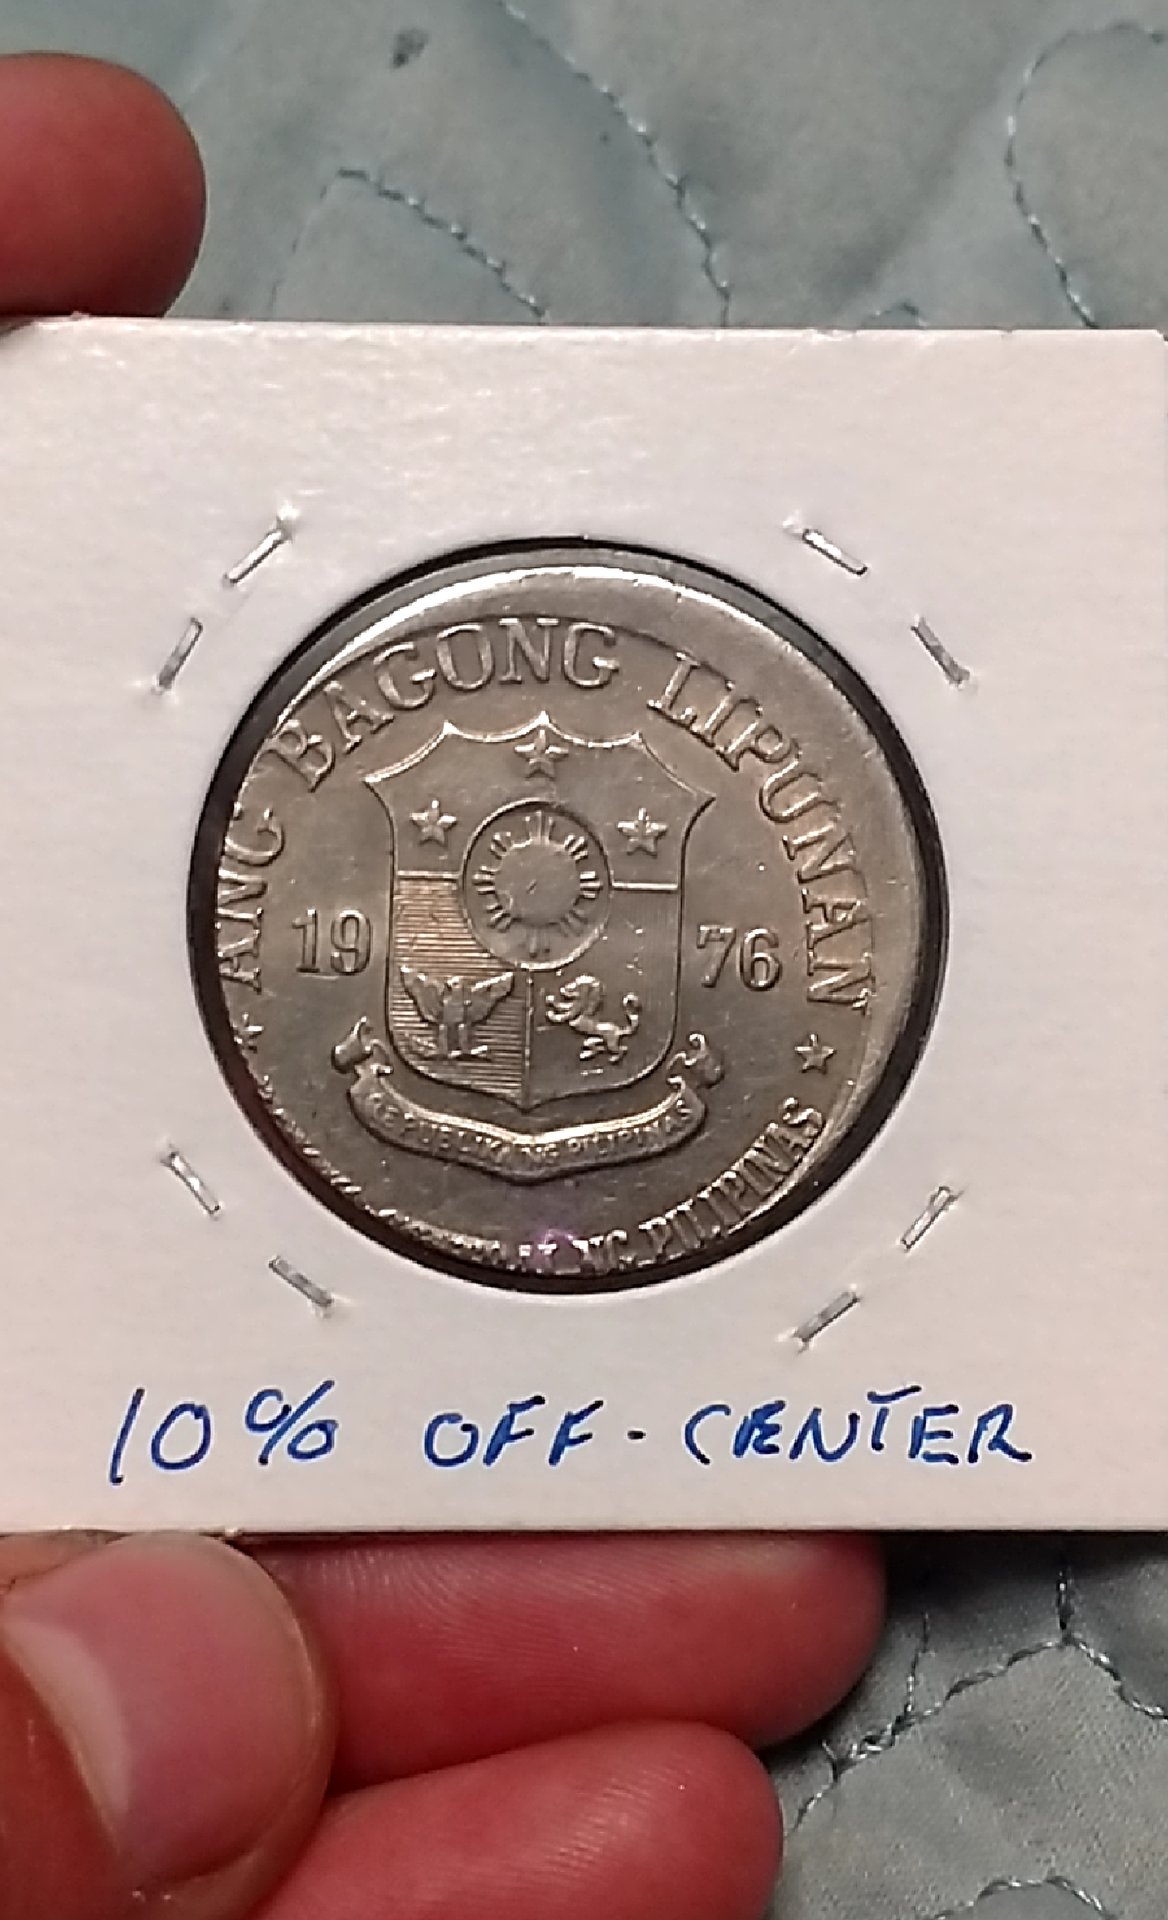 ANG BAGONG LIPUNAN
19 76
REPUBLIKA NG PILIPINAS
NG PILIPINAS
10% OFF-CENTER